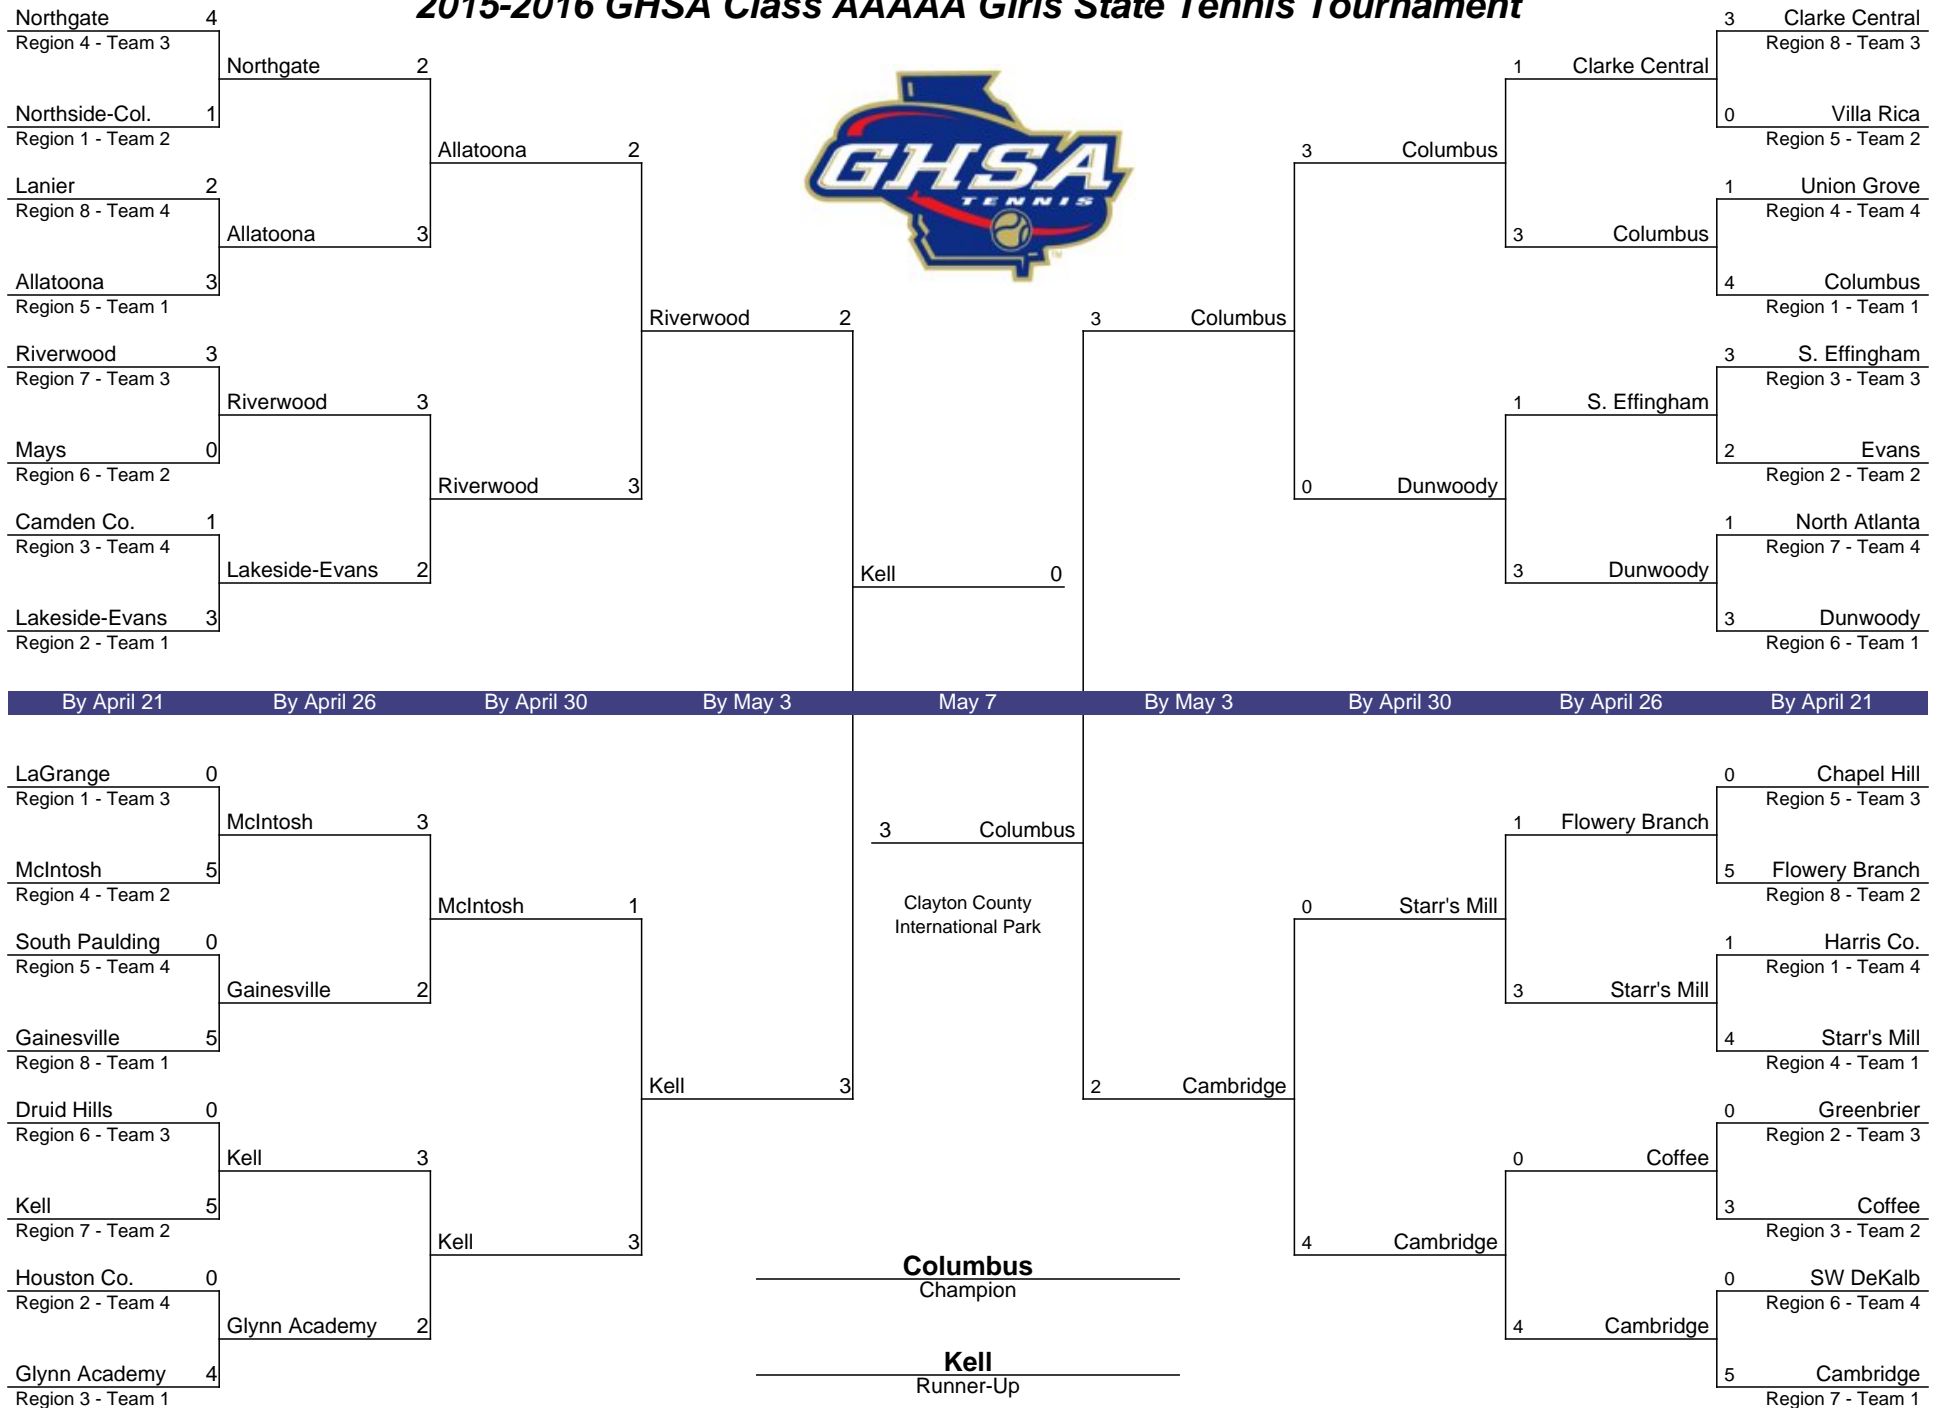 2015-2016 GHSA Class AAAAA Girls State Tennis Tournament
Northgate 4
Region 4 - Team 3
Northside-Col. 1
Region 1 - Team 2
Lanier 2
Region 8 - Team 4
Allatoona 3
Region 5 - Team 1
Riverwood 3
Region 7 - Team 3
Mays 0
Region 6 - Team 2
Camden Co. 1
Region 3 - Team 4
Lakeside-Evans 3
Region 2 - Team 1
Northgate 2
Allatoona 3
Riverwood 3
Lakeside-Evans 2
Allatoona 2
Riverwood 3
Riverwood 2
Kell 0
GHSA
TENNIS
TM
3 Columbus
3 Columbus
0 Dunwoody
1 Clarke Central
3 Columbus
1 S. Effingham
3 Dunwoody
3 Clarke Central
Region 8 - Team 3
0 Villa Rica
Region 5 - Team 2
1 Union Grove
Region 4 - Team 4
4 Columbus
Region 1 - Team 1
3 S. Effingham
Region 3 - Team 3
2 Evans
Region 2 - Team 2
1 North Atlanta
Region 7 - Team 4
3 Dunwoody
Region 6 - Team 1
By April 21 By April 26 By April 30 By May 3 May 7 By May 3 By April 30 By April 26 By April 21
LaGrange 0
Region 1 - Team 3
McIntosh 5
Region 4 - Team 2
South Paulding 0
Region 5 - Team 4
Gainesville 5
Region 8 - Team 1
Druid Hills 0
Region 6 - Team 3
Kell 5
Region 7 - Team 2
Houston Co. 0
Region 2 - Team 4
Glynn Academy 4
Region 3 - Team 1
McIntosh 3
Gainesville 2
Kell 3
Glynn Academy 2
McIntosh 1
Kell 3
Kell 3
3 Columbus
Clayton County
International Park
Columbus
Champion
Kell
Runner-Up
2 Cambridge
0 Starr's Mill
4 Cambridge
1 Flowery Branch
3 Starr's Mill
0 Coffee
4 Cambridge
0 Chapel Hill
Region 5 - Team 3
5 Flowery Branch
Region 8 - Team 2
1 Harris Co.
Region 1 - Team 4
4 Starr's Mill
Region 4 - Team 1
0 Greenbrier
Region 2 - Team 3
3 Coffee
Region 3 - Team 2
0 SW DeKalb
Region 6 - Team 4
5 Cambridge
Region 7 - Team 1